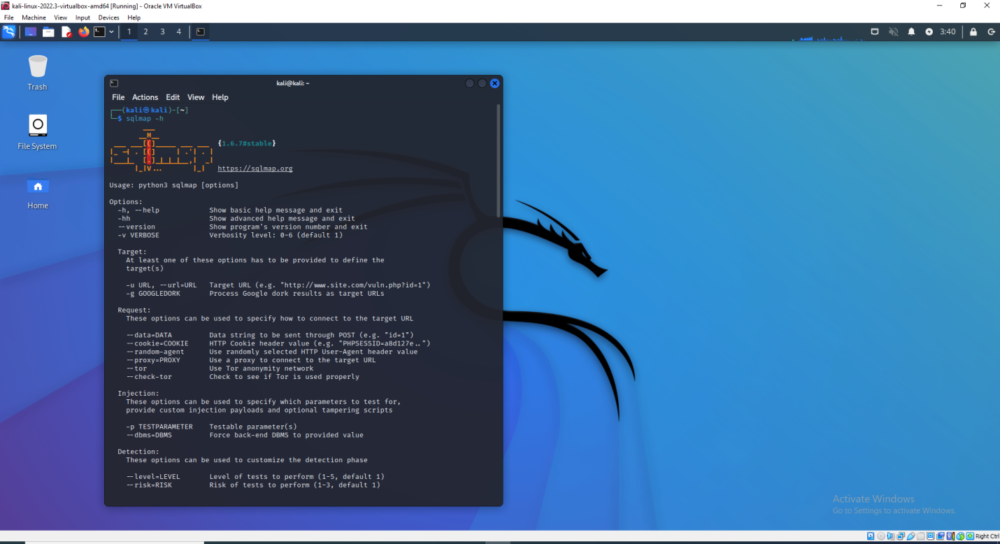 kali-linux-2022.3-virtualbox-amd64 [Running] - Oracle VM VirtualBox
File Machine View Input Devices Help
1 2 3 4
3:40
Trash
File System
Home
kali@kali: ~
File Actions Edit View Help
┌──(kali㉿kali)-[~]
└─$ sqlmap -h
        ___
       __H__
 ___ ___[(]_____ ___ ___  {1.6.7#stable}
|_ -| . [(]     | .'| . |
|___|_  [.]_|_|_|__,|  _|
      |_|V...       |_|   https://sqlmap.org
Usage: python3 sqlmap [options]
Options:
-h, --help Show basic help message and exit
-hh Show advanced help message and exit
--version Show program's version number and exit
-v VERBOSE Verbosity level: 0-6 (default 1)
Target:
At least one of these options has to be provided to define the
target(s)
-u URL, --url=URL Target URL (e.g. "http://www.site.com/vuln.php?id=1")
-g GOOGLEDORK Process Google dork results as target URLs
Request:
These options can be used to specify how to connect to the target URL
--data=DATA Data string to be sent through POST (e.g. "id=1")
--cookie=COOKIE HTTP Cookie header value (e.g. "PHPSESSID=a8d127e..")
--random-agent Use randomly selected HTTP User-Agent header value
--proxy=PROXY Use a proxy to connect to the target URL
--tor Use Tor anonymity network
--check-tor Check to see if Tor is used properly
Injection:
These options can be used to specify which parameters to test for,
provide custom injection payloads and optional tampering scripts
-p TESTPARAMETER Testable parameter(s)
--dbms=DBMS Force back-end DBMS to provided value
Detection:
These options can be used to customize the detection phase
--level=LEVEL Level of tests to perform (1-5, default 1)
--risk=RISK Risk of tests to perform (1-3, default 1)
Activate Windows
Go to Settings to activate Windows.
Right Ctrl